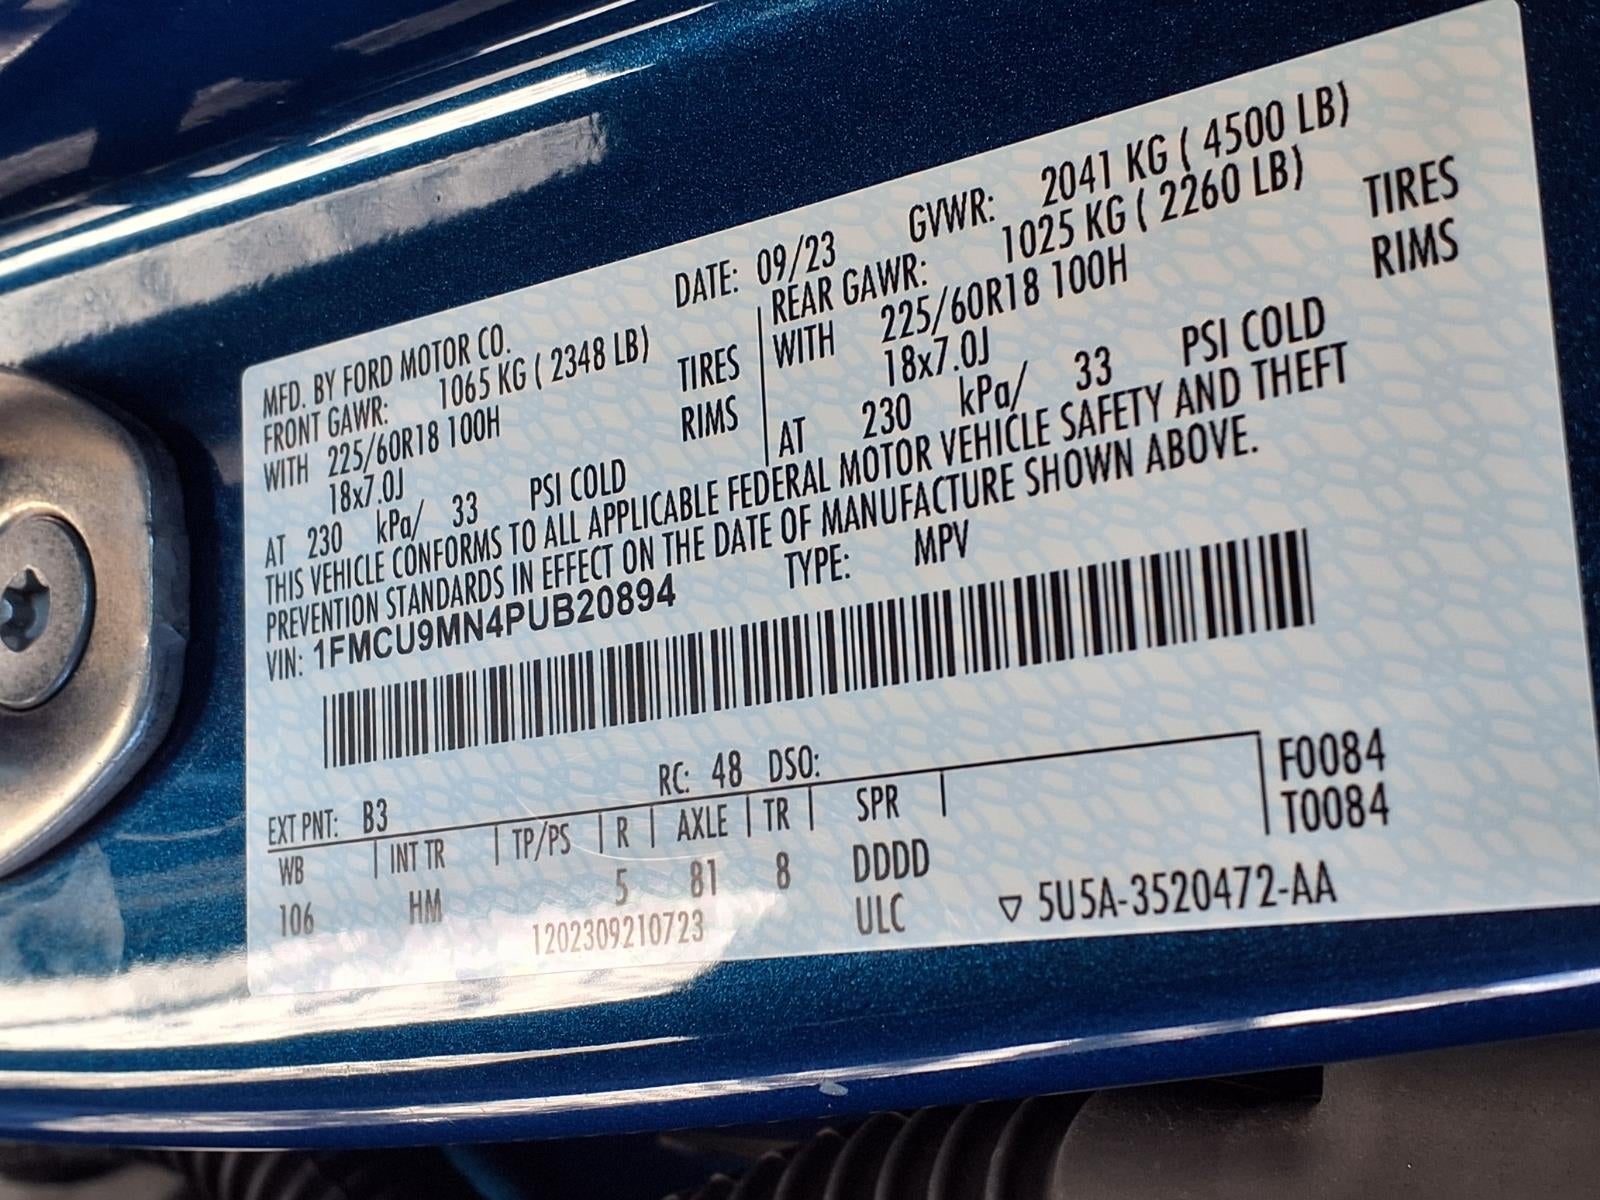 MFD. BY FORD MOTOR CO. DATE: 09/23 GVWR: 2041 KG ( 4500 LB)
FRONT GAWR: 1065 KG ( 2348 LB) REAR GAWR: 1025 KG ( 2260 LB)
WITH 225/60R18 100H TIRES WITH 225/60R18 100H TIRES
18x7.0J RIMS 18x7.0J RIMS
AT 230 kPa/ 33 PSI COLD AT 230 kPa/ 33 PSI COLD
THIS VEHICLE CONFORMS TO ALL APPLICABLE FEDERAL MOTOR VEHICLE SAFETY AND THEFT
PREVENTION STANDARDS IN EFFECT ON THE DATE OF MANUFACTURE SHOWN ABOVE.
VIN: 1FMCU9MN4PUB20894 TYPE: MPV
EXT PNT: B3 RC: 48 DSO: F0084
WB INT TR TP/PS R AXLE TR SPR T0084
106 HM 5 81 8 DDDD
1202309210723 ULC ▽ 5U5A-3520472-AA